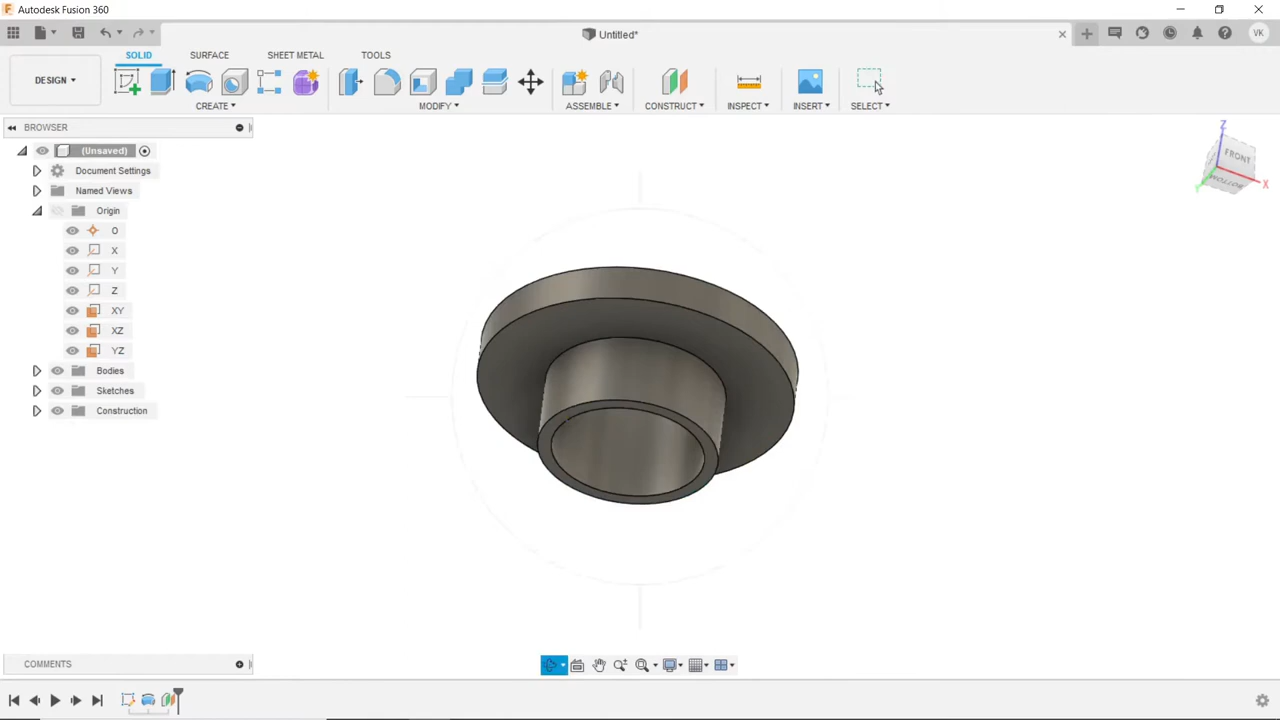 Autodesk Fusion 360
Untitled*
VK
DESIGN
SOLID
SURFACE
SHEET METAL
TOOLS
CREATE
MODIFY
ASSEMBLE
CONSTRUCT
INSPECT
INSERT
SELECT
BROWSER
(Unsaved)
Document Settings
Named Views
Origin
O
X
Y
Z
XY
XZ
YZ
Bodies
Sketches
Construction
Z
FRONT
BOTTOM
X
Y
COMMENTS